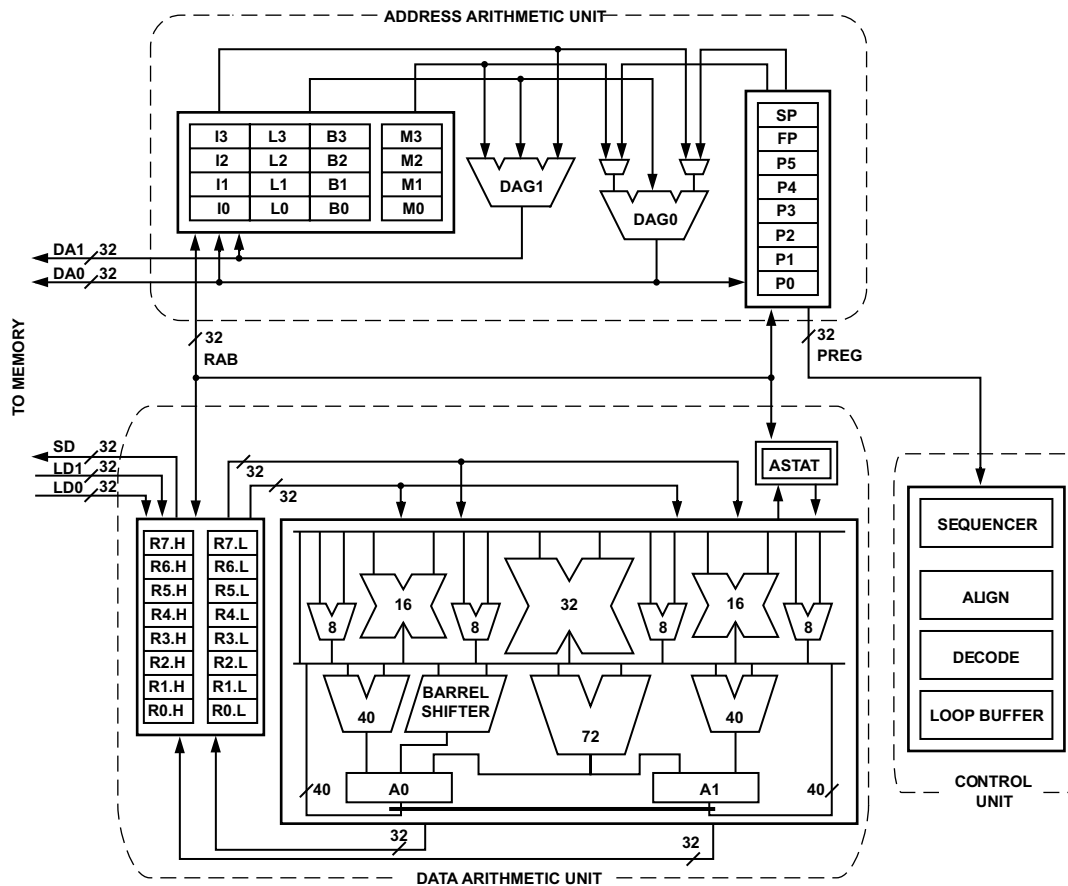 ADDRESS ARITHMETIC UNIT
I3 L3 B3 M3
I2 L2 B2 M2
I1 L1 B1 M1
I0 L0 B0 M0
DAG1
DAG0
SP
FP
P5
P4
P3
P2
P1
P0
DA1 32
DA0 32
TO MEMORY
32
RAB
32
PREG
SD 32
LD1 32
LD0 32
32
32
ASTAT
R7.H R7.L
R6.H R6.L
R5.H R5.L
R4.H R4.L
R3.H R3.L
R2.H R2.L
R1.H R1.L
R0.H R0.L
8 16 8 32 8 16 8
40
BARREL
SHIFTER
72
40
40 A0 A1 40
32
32
DATA ARITHMETIC UNIT
SEQUENCER
ALIGN
DECODE
LOOP BUFFER
CONTROL
UNIT